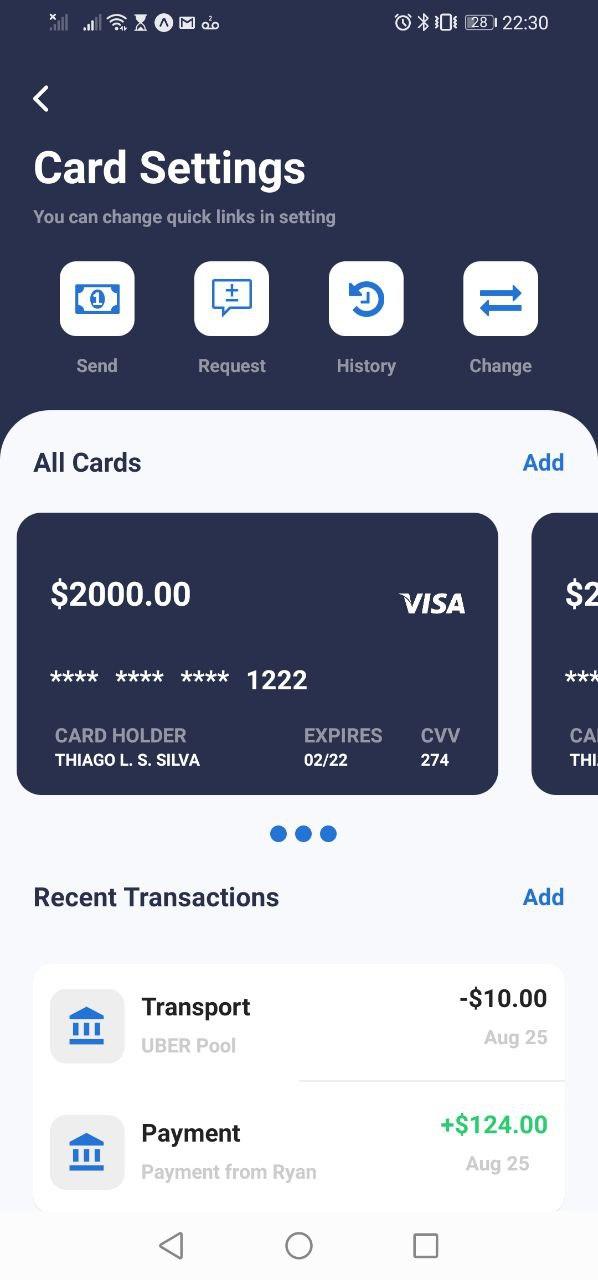 28 22:30
Card Settings
You can change quick links in setting
Send Request History Change
All Cards Add
$2000.00 VISA $2
**** **** **** 1222 ***
CARD HOLDER EXPIRES CVV CA
THIAGO L. S. SILVA 02/22 274 THI
Recent Transactions Add
Transport -$10.00
UBER Pool Aug 25
Payment +$124.00
Payment from Ryan Aug 25